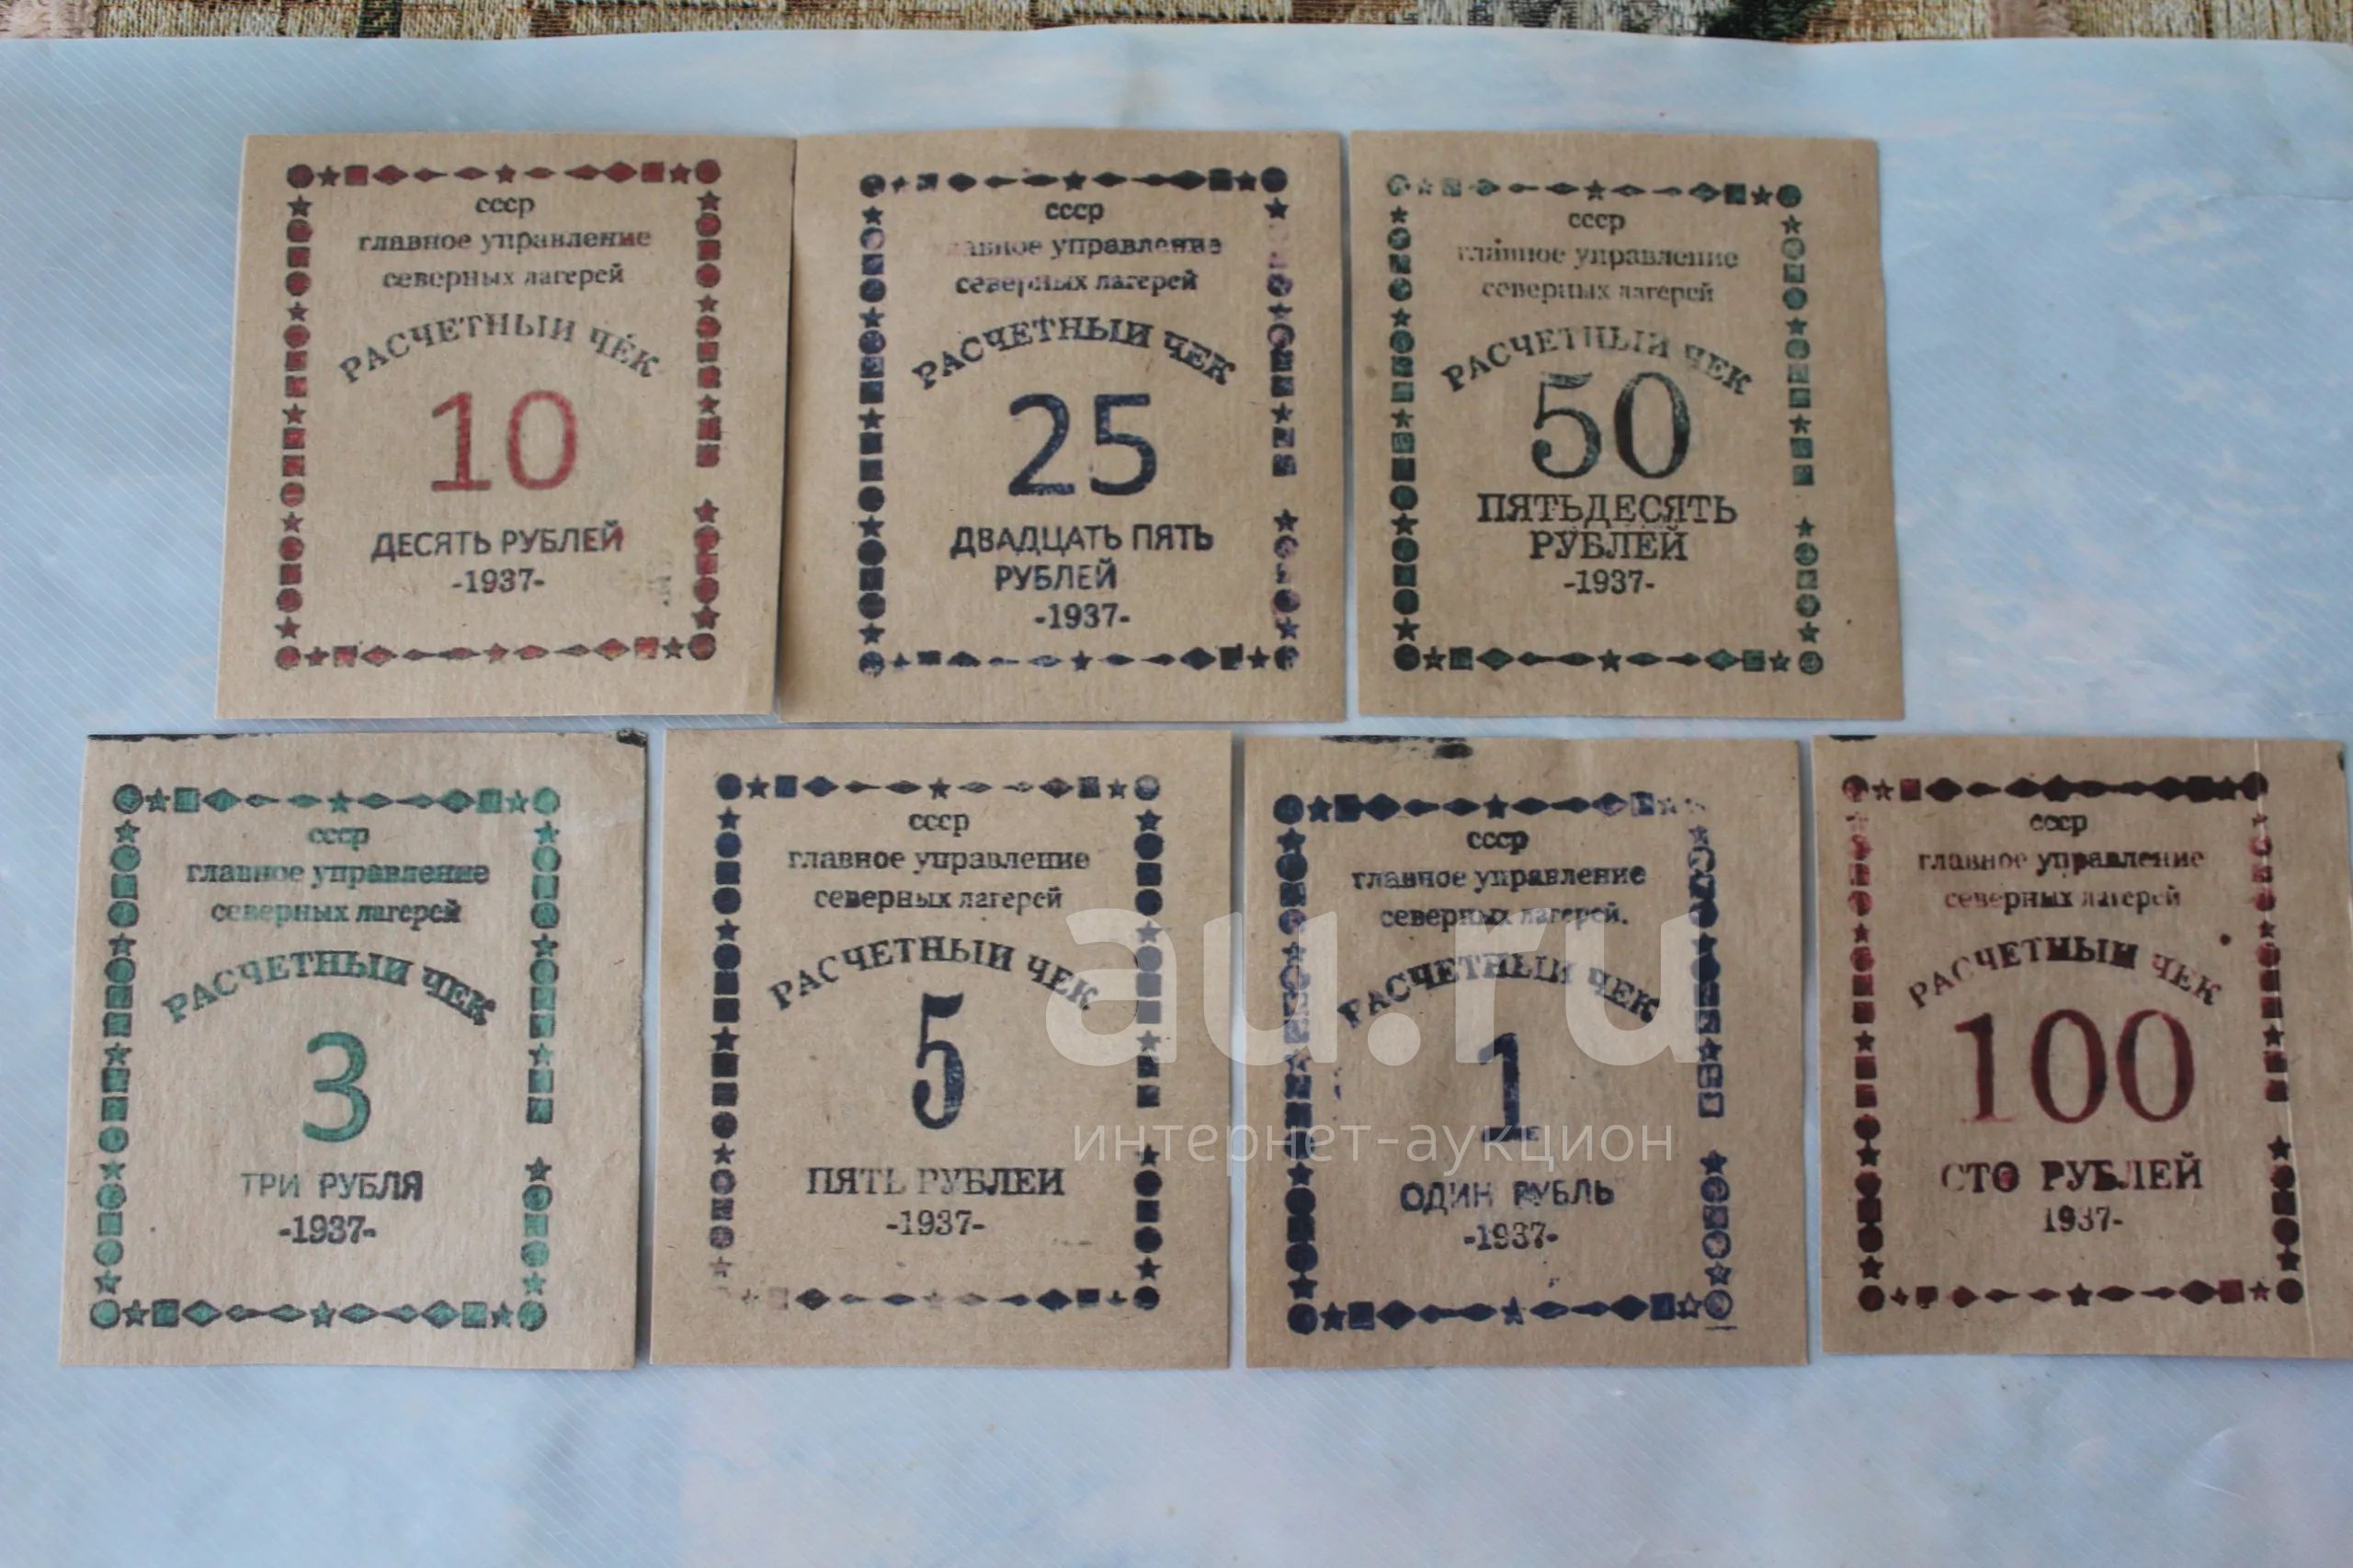 ссср
главное управление
северных лагерей
РАСЧЕТНЫЙ ЧЕК
10
ДЕСЯТЬ РУБЛЕЙ
-1937-
ссср
главное управление
северных лагерей
РАСЧЕТНЫЙ ЧЕК
25
ДВАДЦАТЬ ПЯТЬ
РУБЛЕЙ
-1937-
ссср
главное управление
северных лагерей
РАСЧЕТНЫЙ ЧЕК
50
ПЯТЬДЕСЯТЬ
РУБЛЕЙ
-1937-
ссср
главное управление
северных лагерей
РАСЧЕТНЫЙ ЧЕК
3
ТРИ РУБЛЯ
-1937-
ссср
главное управление
северных лагерей
РАСЧЕТНЫЙ ЧЕК
5
ПЯТЬ РУБЛЕЙ
-1937-
ссср
главное управление
северных лагерей.
РАСЧЕТНЫЙ ЧЕК
1
ОДИН РУБЛЬ
-1937-
ссср
главное управление
северных лагерей
РАСЧЕТНЫЙ ЧЕК
100
СТО РУБЛЕЙ
1937-
au.ru
интернет-аукцион